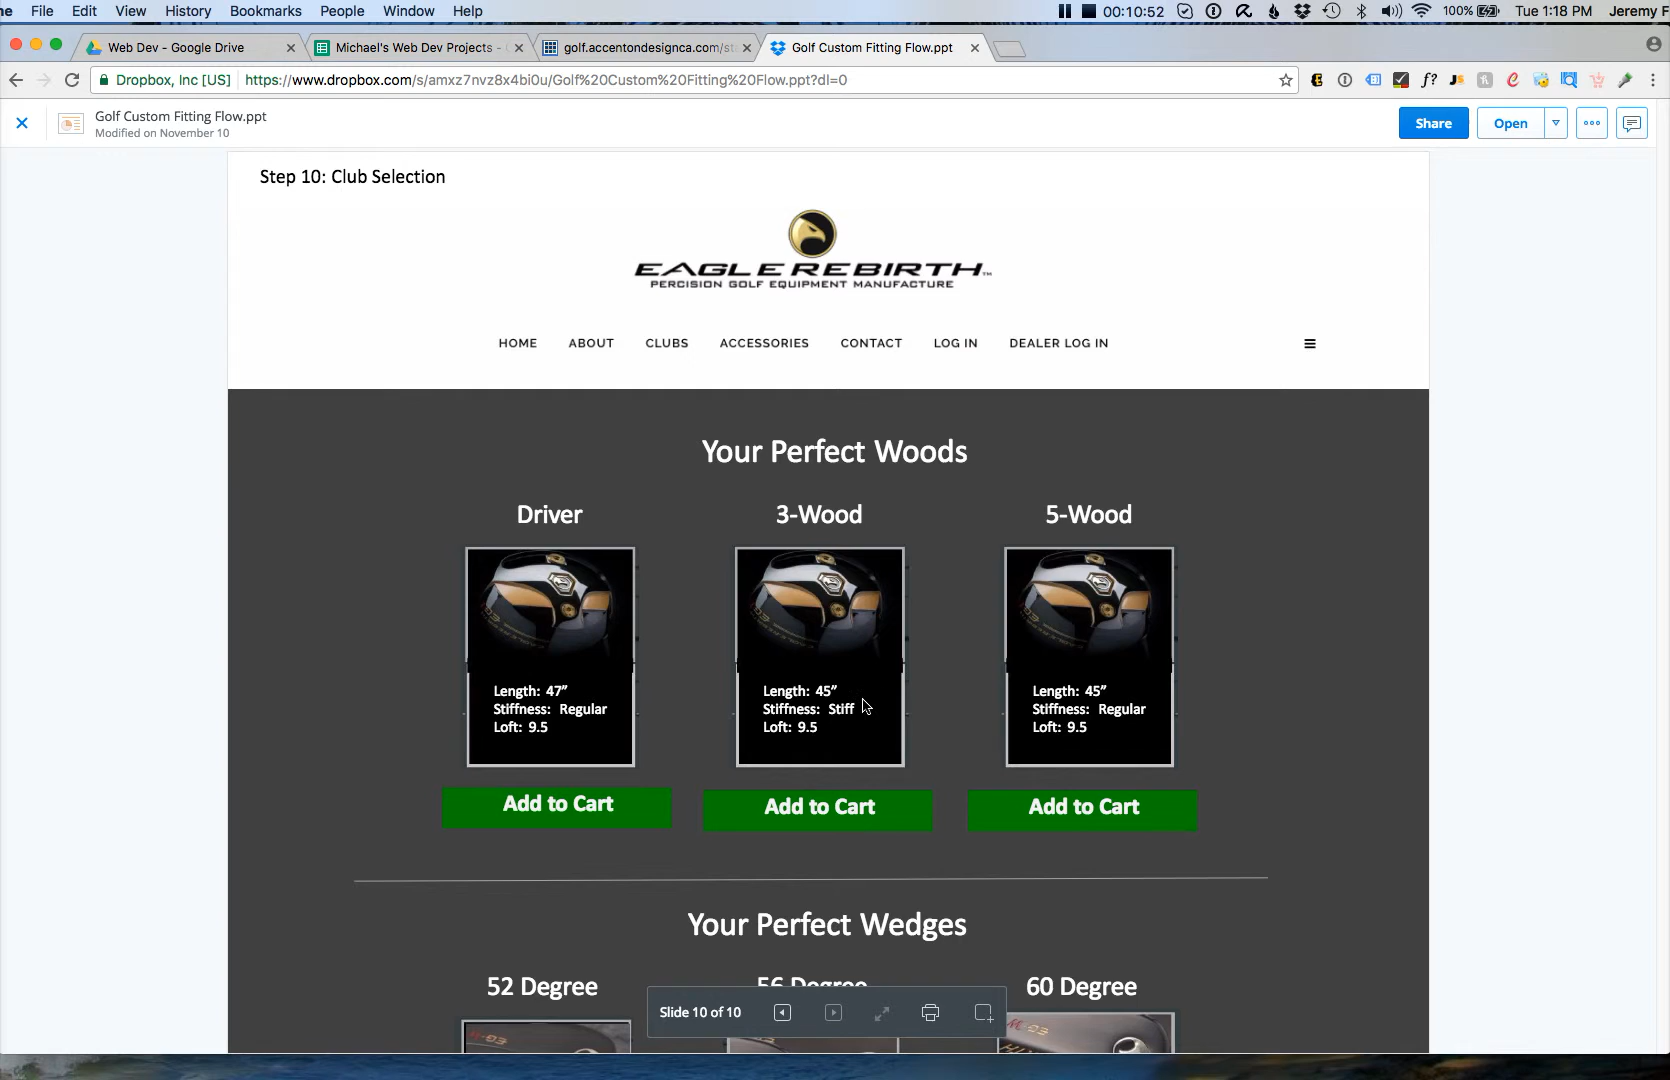 File Edit View History Bookmarks People Window Help 00:10:52 100% Tue 1:18 PM Jeremy F
Web Dev - Google Drive
Michael's Web Dev Projects -
golf.accentondesignca.com/st
Golf Custom Fitting Flow.ppt
Dropbox, Inc [US] https://www.dropbox.com/s/amxz7nvz8x4bi0u/Golf%20Custom%20Fitting%20Flow.ppt?dl=0
Golf Custom Fitting Flow.ppt
Modified on November 10
Share
Open
Step 10: Club Selection
EAGLE REBIRTH™
PERCISION GOLF EQUIPMENT MANUFACTURE
HOME ABOUT CLUBS ACCESSORIES CONTACT LOG IN DEALER LOG IN
Your Perfect Woods
Driver 3-Wood 5-Wood
Length: 47” Length: 45” Length: 45”
Stiffness: Regular Stiffness: Stiff Stiffness: Regular
Loft: 9.5 Loft: 9.5 Loft: 9.5
Add to Cart Add to Cart Add to Cart
Your Perfect Wedges
52 Degree 56 Degree 60 Degree
Slide 10 of 10